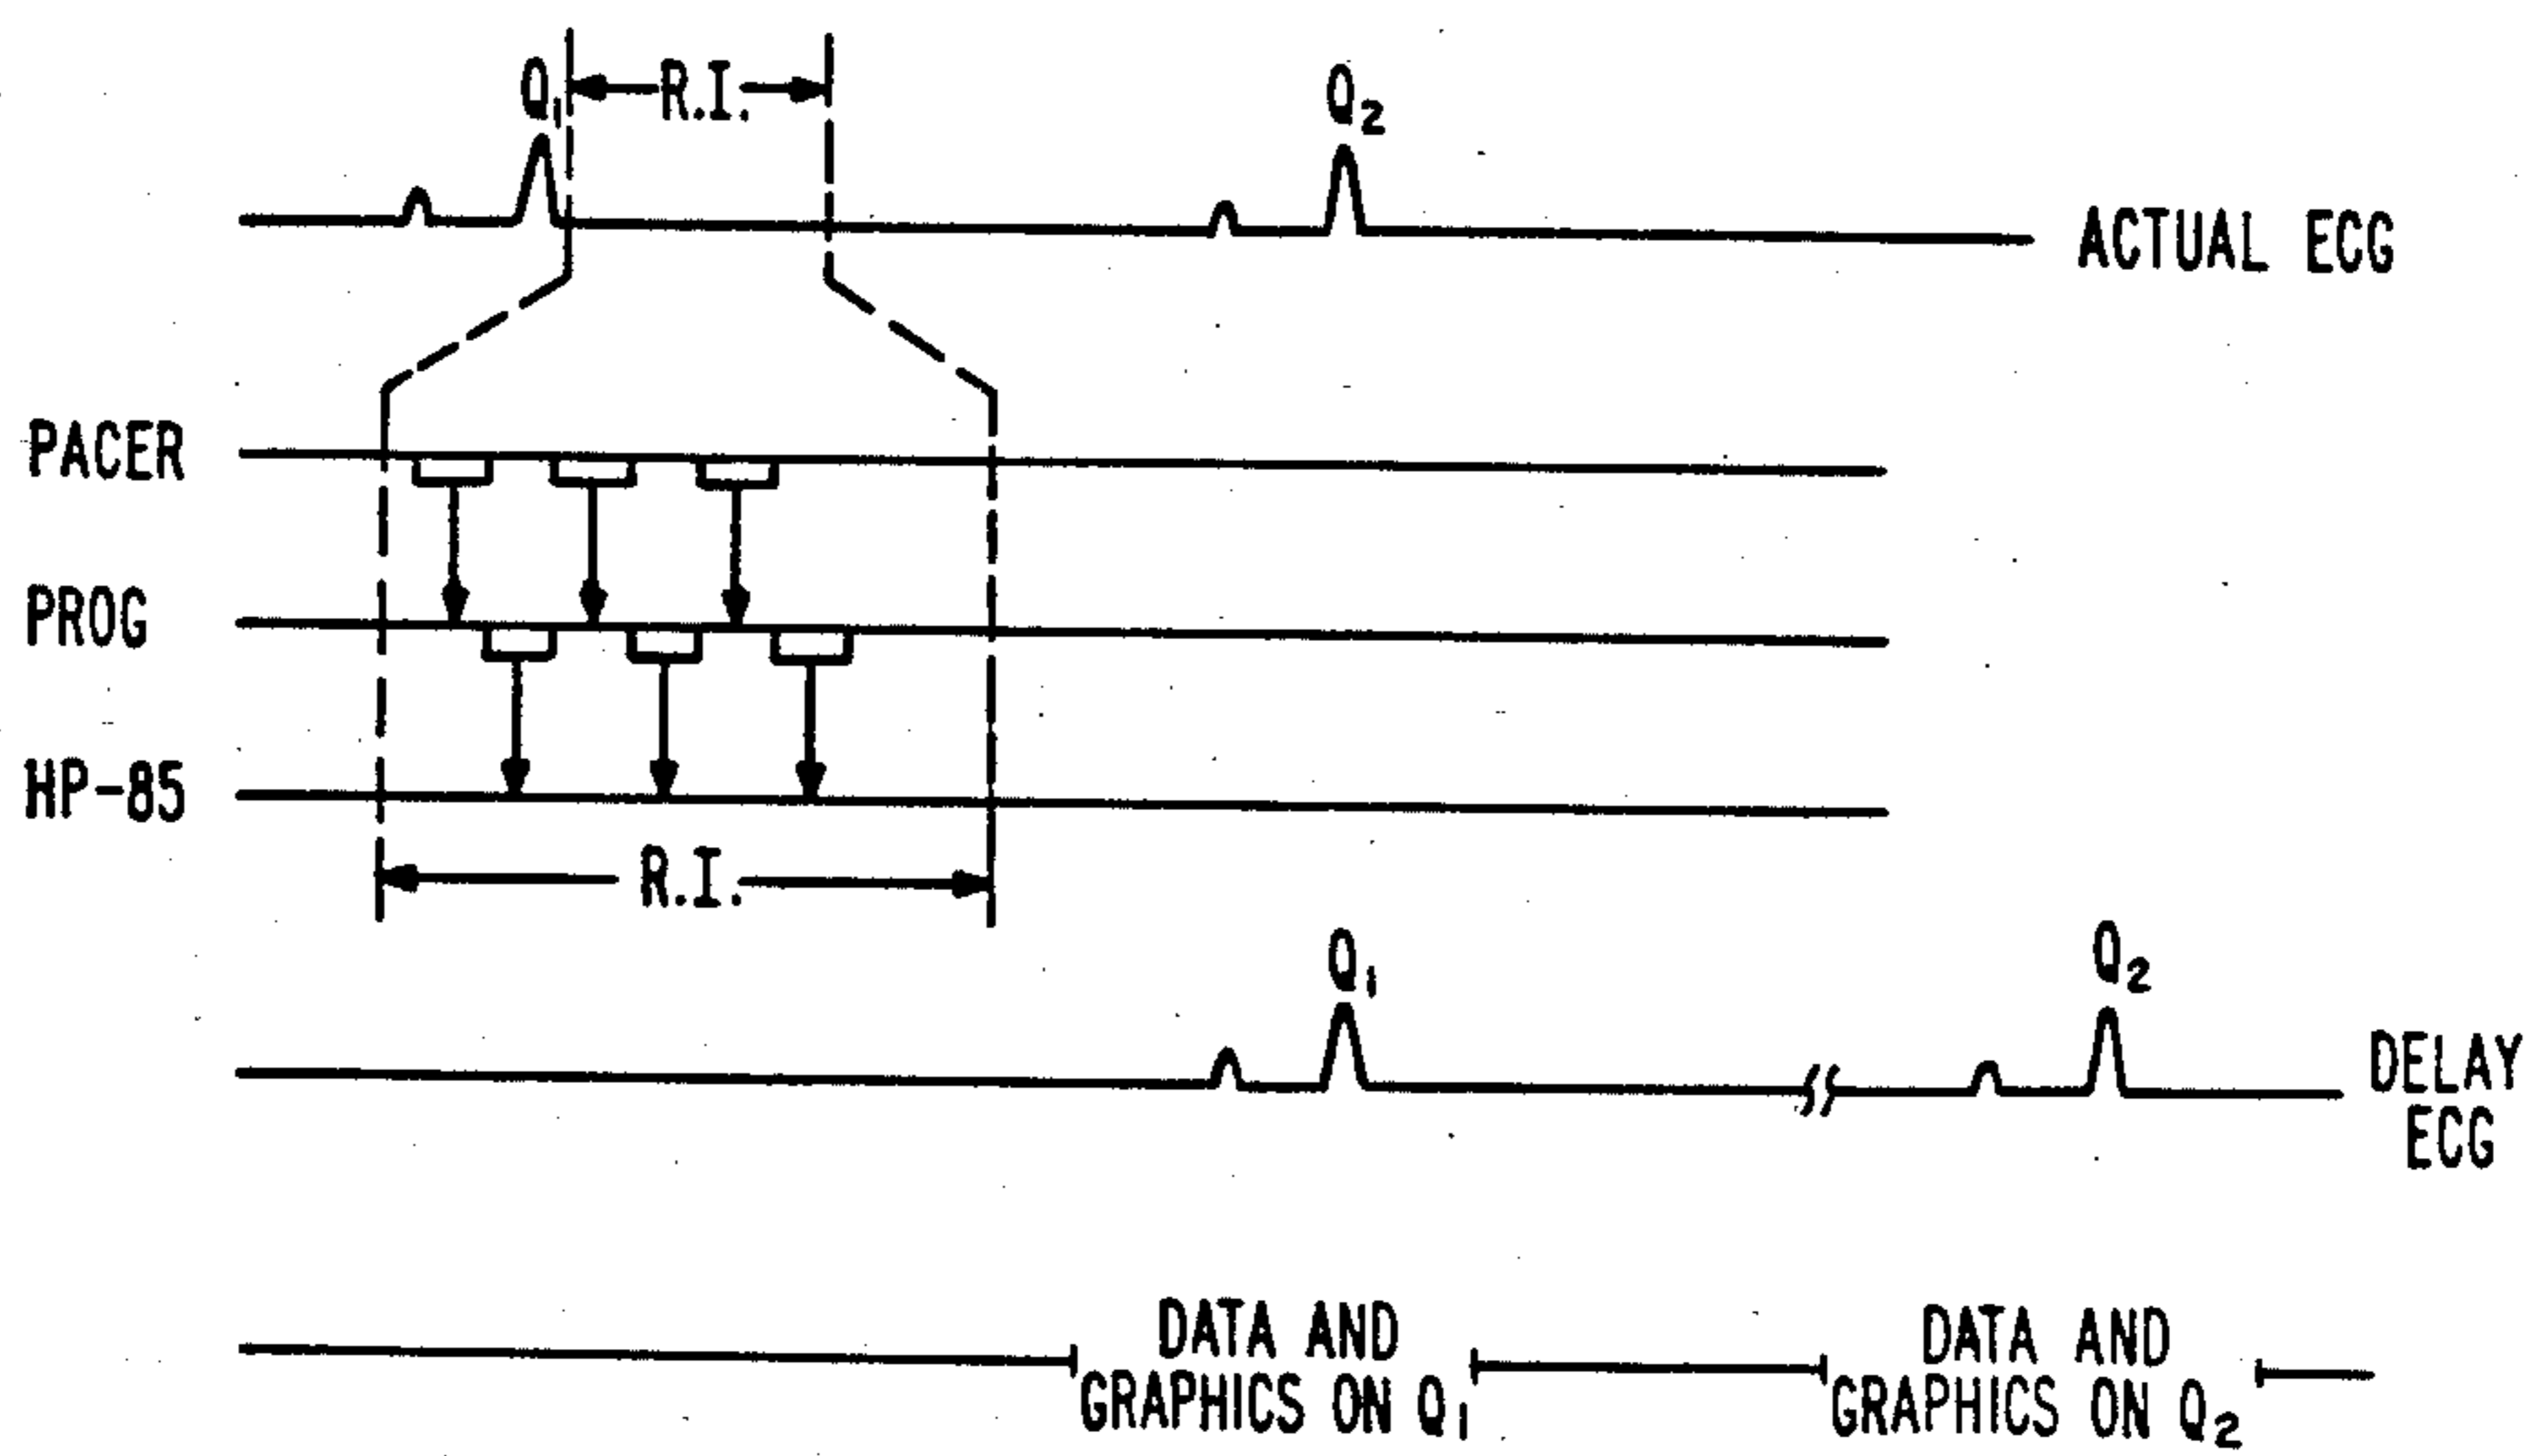 Q₁ R.I. Q₂
ACTUAL ECG
PACER
PROG
HP-85
R.I.
Q₁ Q₂
DELAY
ECG
DATA AND
GRAPHICS ON Q₁
DATA AND
GRAPHICS ON Q₂